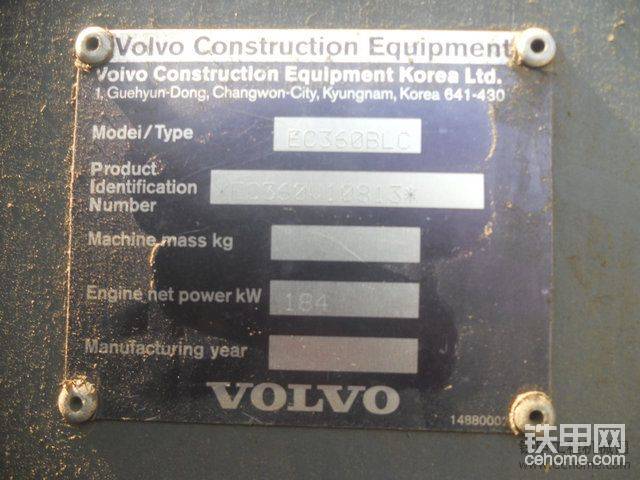 Volvo Construction Equipment
Volvo Construction Equipment Korea Ltd.
1, Guehyun-Dong, Changwon-City, Kyungnam, Korea 641-430
Model/Type EC360BLC
Product
Identification
Number
Machine mass kg
Engine net power kW 184
Manufacturing year
VOLVO
铁甲网
cehome.com